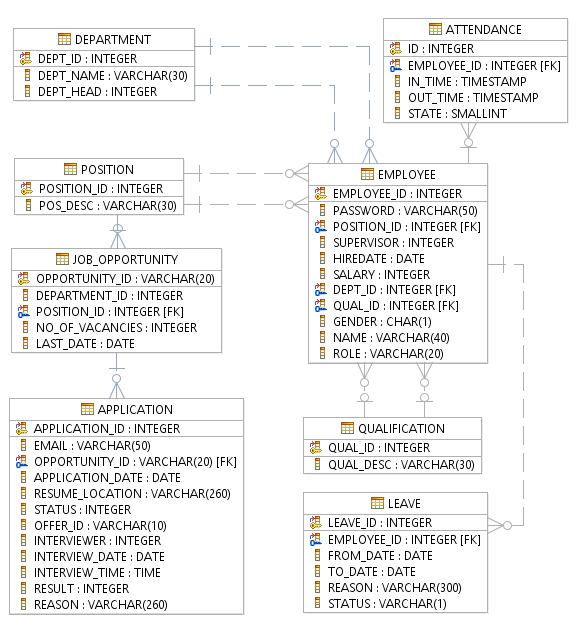 DEPARTMENT
DEPT_ID : INTEGER
DEPT_NAME : VARCHAR(30)
DEPT_HEAD : INTEGER
ATTENDANCE
ID : INTEGER
EMPLOYEE_ID : INTEGER [FK]
IN_TIME : TIMESTAMP
OUT_TIME : TIMESTAMP
STATE : SMALLINT
POSITION
POSITION_ID : INTEGER
POS_DESC : VARCHAR(30)
EMPLOYEE
EMPLOYEE_ID : INTEGER
PASSWORD : VARCHAR(50)
POSITION_ID : INTEGER [FK]
SUPERVISOR : INTEGER
HIREDATE : DATE
SALARY : INTEGER
DEPT_ID : INTEGER [FK]
QUAL_ID : INTEGER [FK]
GENDER : CHAR(1)
NAME : VARCHAR(40)
ROLE : VARCHAR(20)
JOB_OPPORTUNITY
OPPORTUNITY_ID : VARCHAR(20)
DEPARTMENT_ID : INTEGER
POSITION_ID : INTEGER [FK]
NO_OF_VACANCIES : INTEGER
LAST_DATE : DATE
APPLICATION
APPLICATION_ID : INTEGER
EMAIL : VARCHAR(50)
OPPORTUNITY_ID : VARCHAR(20) [FK]
APPLICATION_DATE : DATE
RESUME_LOCATION : VARCHAR(260)
STATUS : INTEGER
OFFER_ID : VARCHAR(10)
INTERVIEWER : INTEGER
INTERVIEW_DATE : DATE
INTERVIEW_TIME : TIME
RESULT : INTEGER
REASON : VARCHAR(260)
QUALIFICATION
QUAL_ID : INTEGER
QUAL_DESC : VARCHAR(30)
LEAVE
LEAVE_ID : INTEGER
EMPLOYEE_ID : INTEGER [FK]
FROM_DATE : DATE
TO_DATE : DATE
REASON : VARCHAR(300)
STATUS : VARCHAR(1)